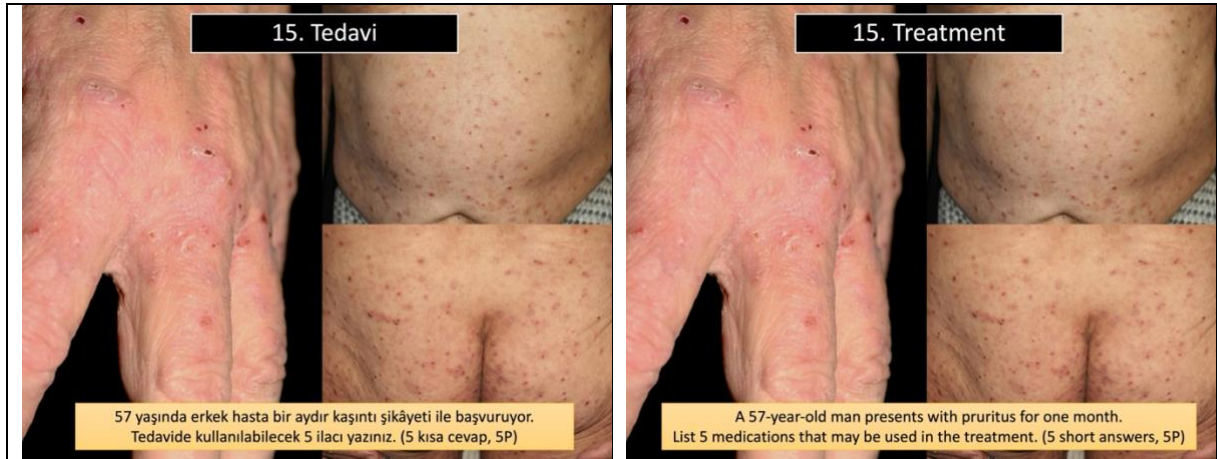 15. Tedavi
57 yaşında erkek hasta bir aydır kaşıntı şikâyeti ile başvuruyor.
Tedavide kullanılabilecek 5 ilacı yazınız. (5 kısa cevap, 5P)
15. Treatment
A 57-year-old man presents with pruritus for one month.
List 5 medications that may be used in the treatment. (5 short answers, 5P)